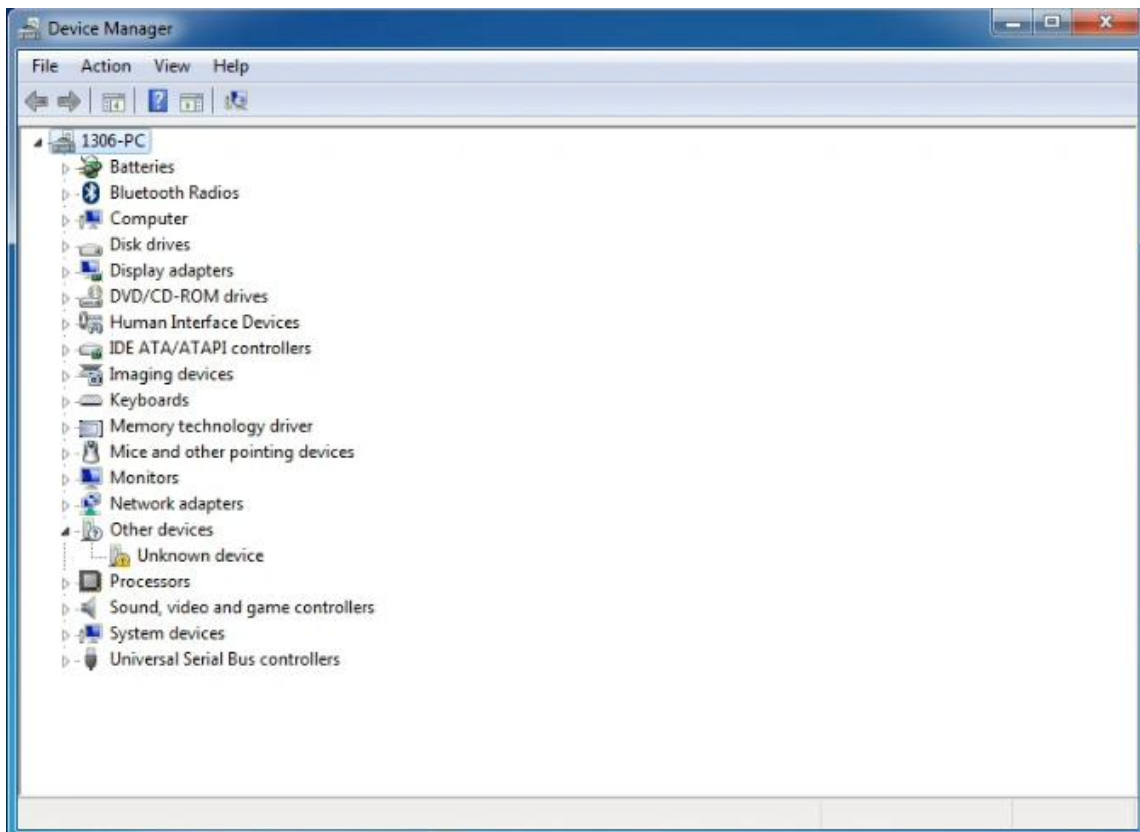 Device Manager
File Action View Help
1306-PC
Batteries
Bluetooth Radios
Computer
Disk drives
Display adapters
DVD/CD-ROM drives
Human Interface Devices
IDE ATA/ATAPI controllers
Imaging devices
Keyboards
Memory technology driver
Mice and other pointing devices
Monitors
Network adapters
Other devices
Unknown device
Processors
Sound, video and game controllers
System devices
Universal Serial Bus controllers